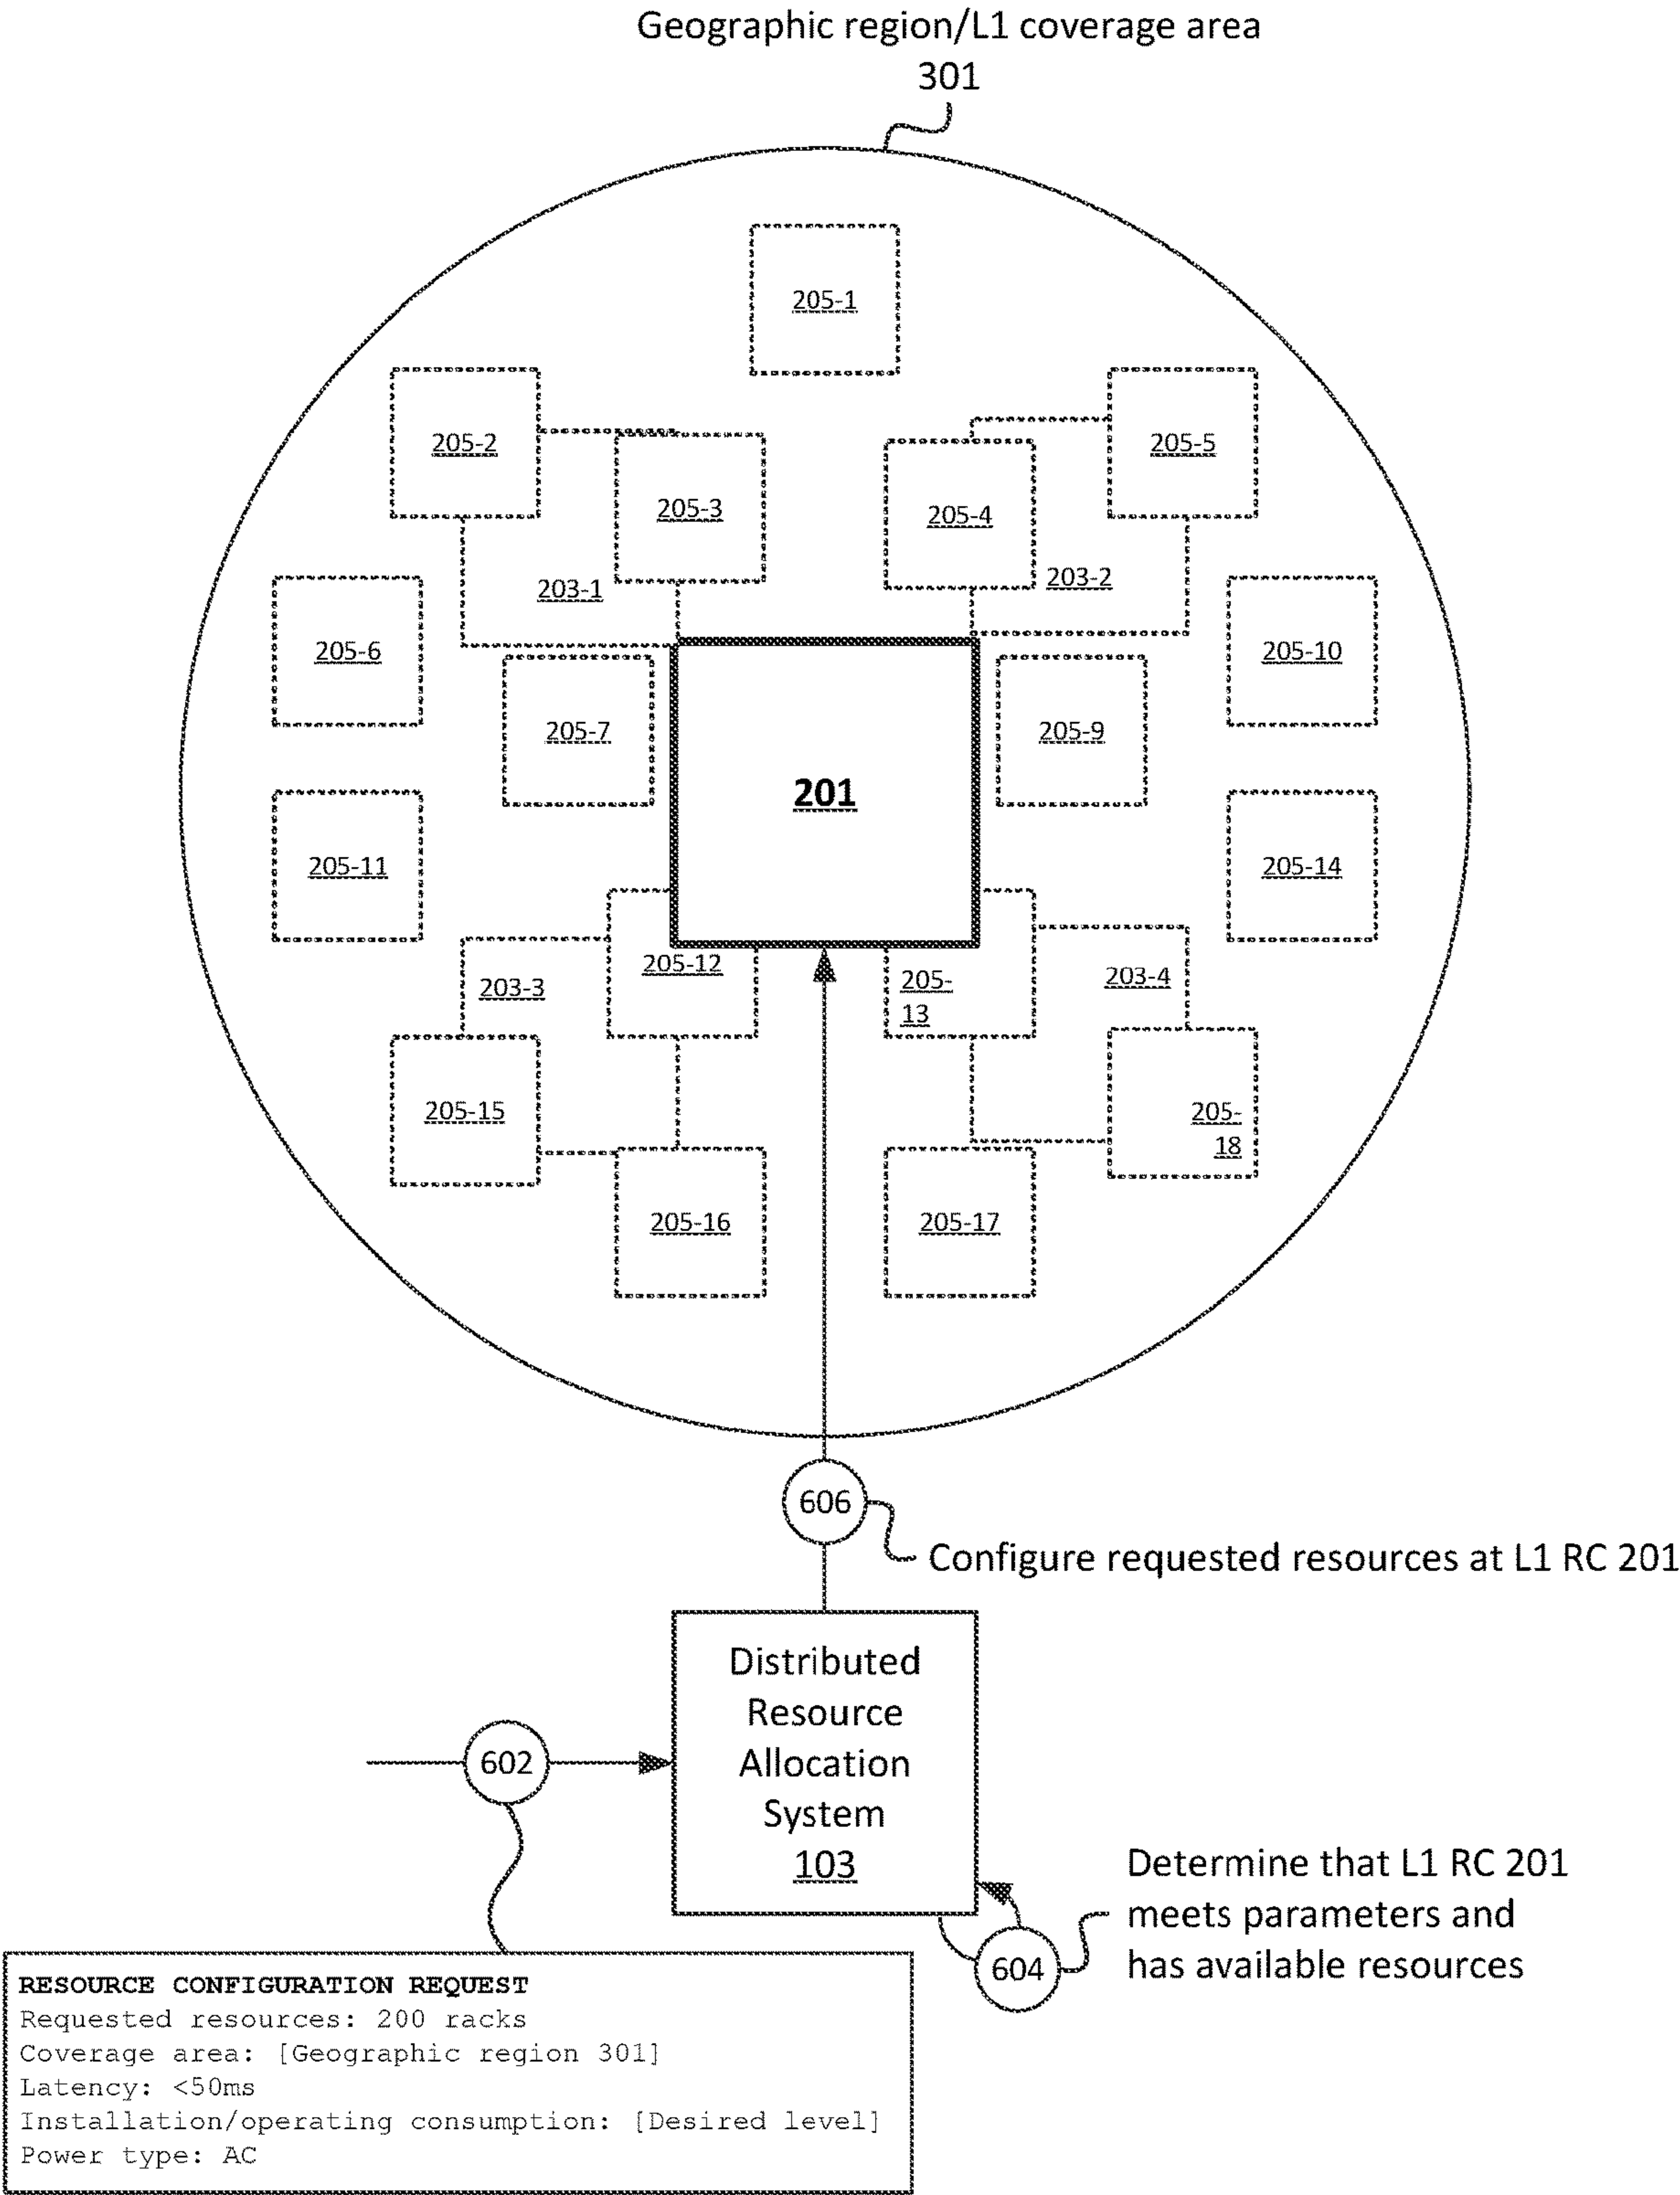 Geographic region/L1 coverage area
301
205-1
205-2
205-5
205-3
205-4
203-1
203-2
205-6
205-10
205-7
205-9
201
205-11
205-14
205-12
205-
13
203-3
203-4
205-15
205-
18
205-16
205-17
606
Configure requested resources at L1 RC 201
Distributed
Resource
Allocation
System
103
602
Determine that L1 RC 201
meets parameters and
has available resources
604
RESOURCE CONFIGURATION REQUEST
Requested resources: 200 racks
Coverage area: [Geographic region 301]
Latency: <50ms
Installation/operating consumption: [Desired level]
Power type: AC